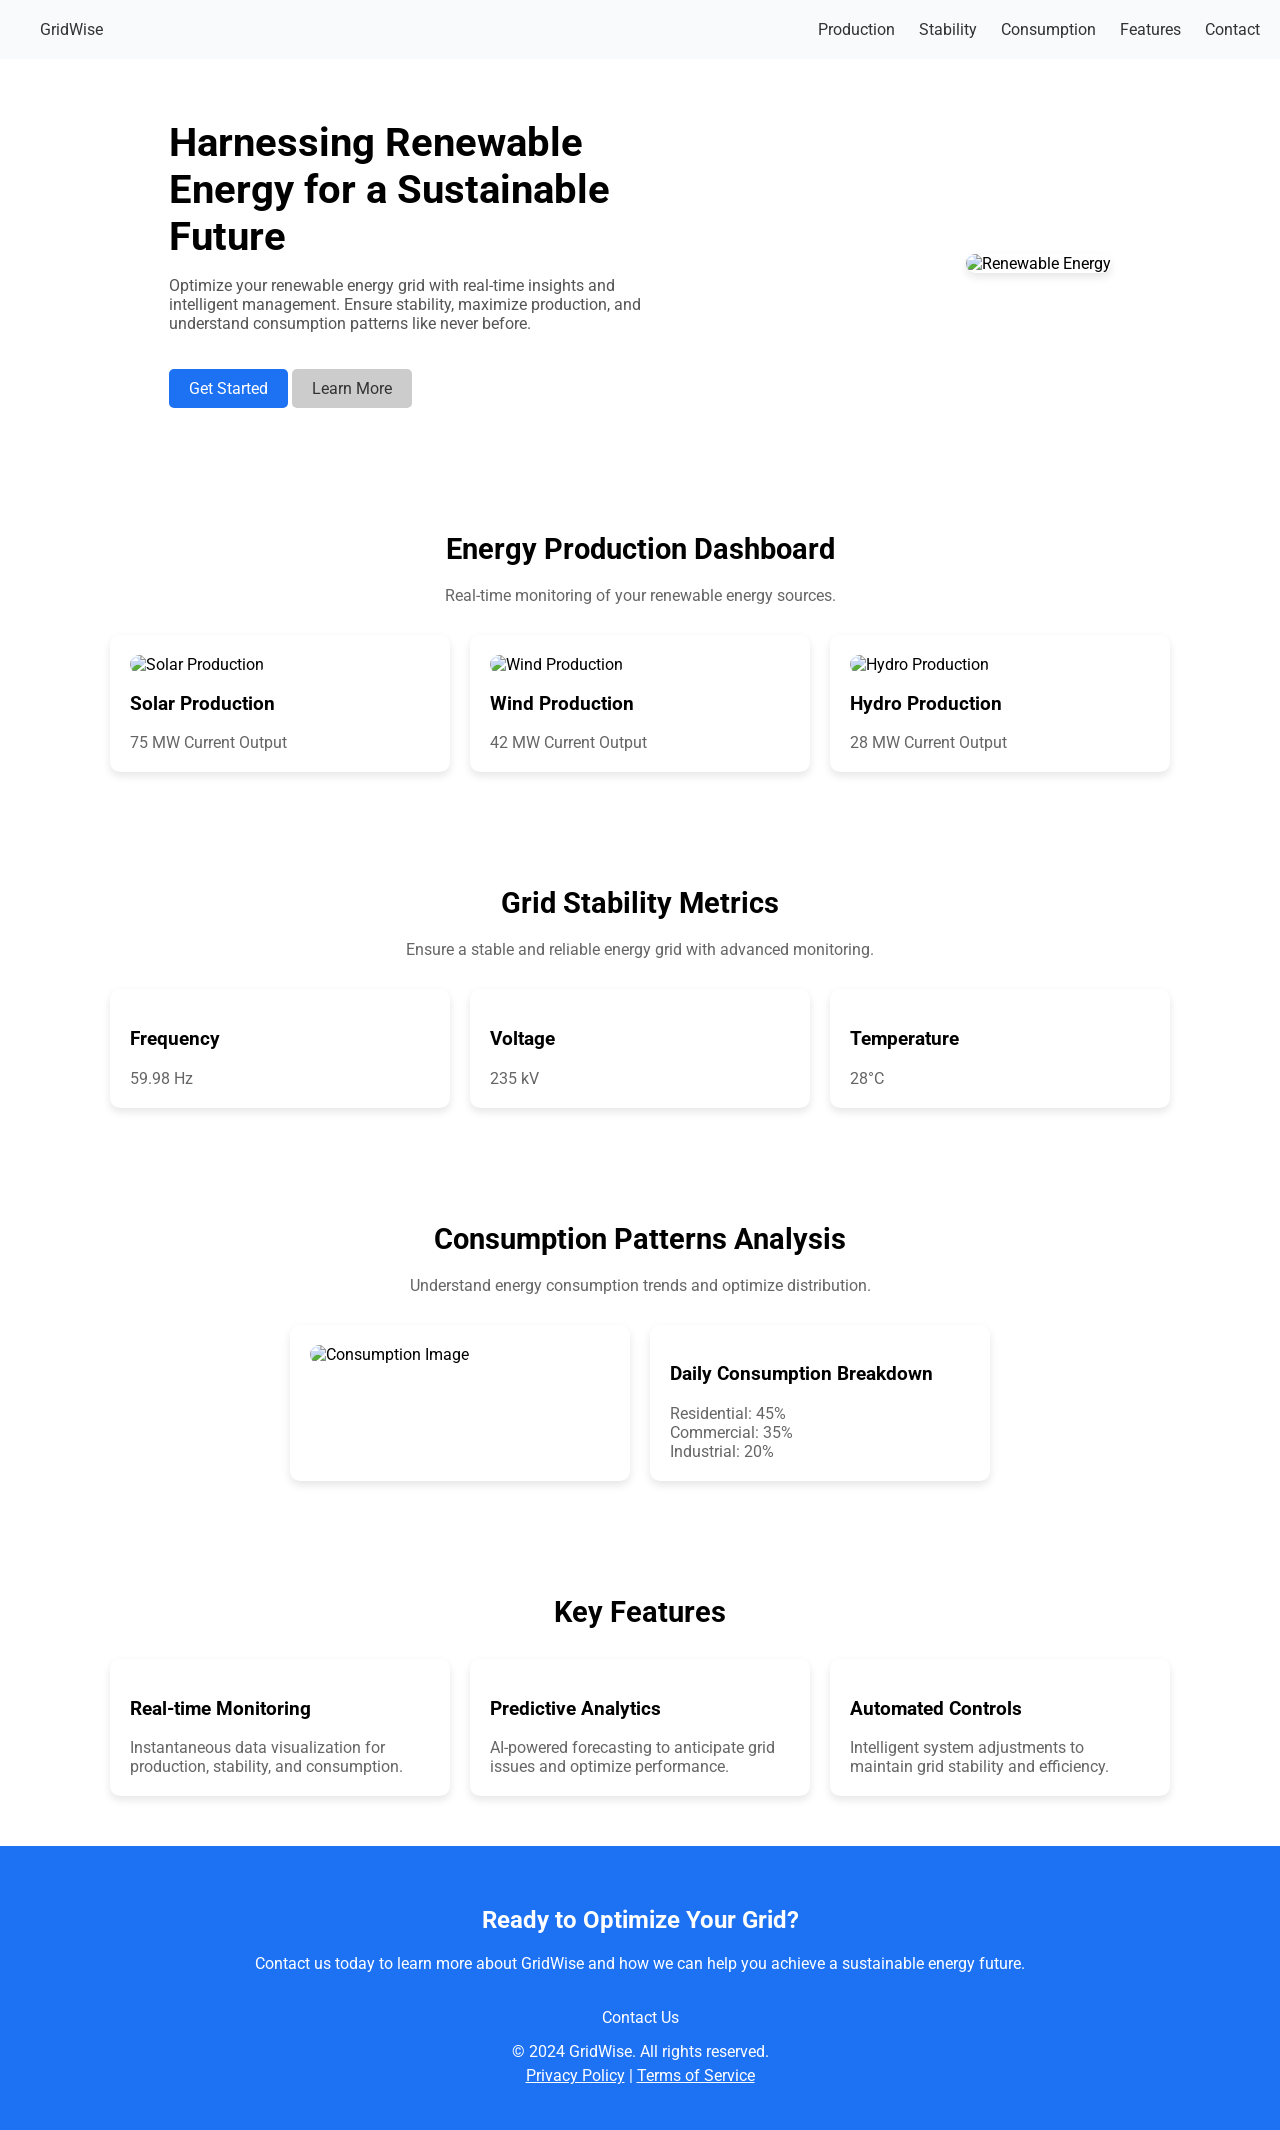 GridWise
Production Stability Consumption Features Contact
Harnessing Renewable
Energy for a Sustainable
Future
Optimize your renewable energy grid with real-time insights and
intelligent management. Ensure stability, maximize production, and
understand consumption patterns like never before.
Renewable Energy
Get Started Learn More
Energy Production Dashboard
Real-time monitoring of your renewable energy sources.
Solar Production
Solar Production
75 MW Current Output
Wind Production
Wind Production
42 MW Current Output
Hydro Production
Hydro Production
28 MW Current Output
Grid Stability Metrics
Ensure a stable and reliable energy grid with advanced monitoring.
Frequency
59.98 Hz
Voltage
235 kV
Temperature
28°C
Consumption Patterns Analysis
Understand energy consumption trends and optimize distribution.
Consumption Image
Daily Consumption Breakdown
Residential: 45%
Commercial: 35%
Industrial: 20%
Key Features
Real-time Monitoring
Instantaneous data visualization for
production, stability, and consumption.
Predictive Analytics
AI-powered forecasting to anticipate grid
issues and optimize performance.
Automated Controls
Intelligent system adjustments to
maintain grid stability and efficiency.
Ready to Optimize Your Grid?
Contact us today to learn more about GridWise and how we can help you achieve a sustainable energy future.
Contact Us
© 2024 GridWise. All rights reserved.
Privacy Policy | Terms of Service